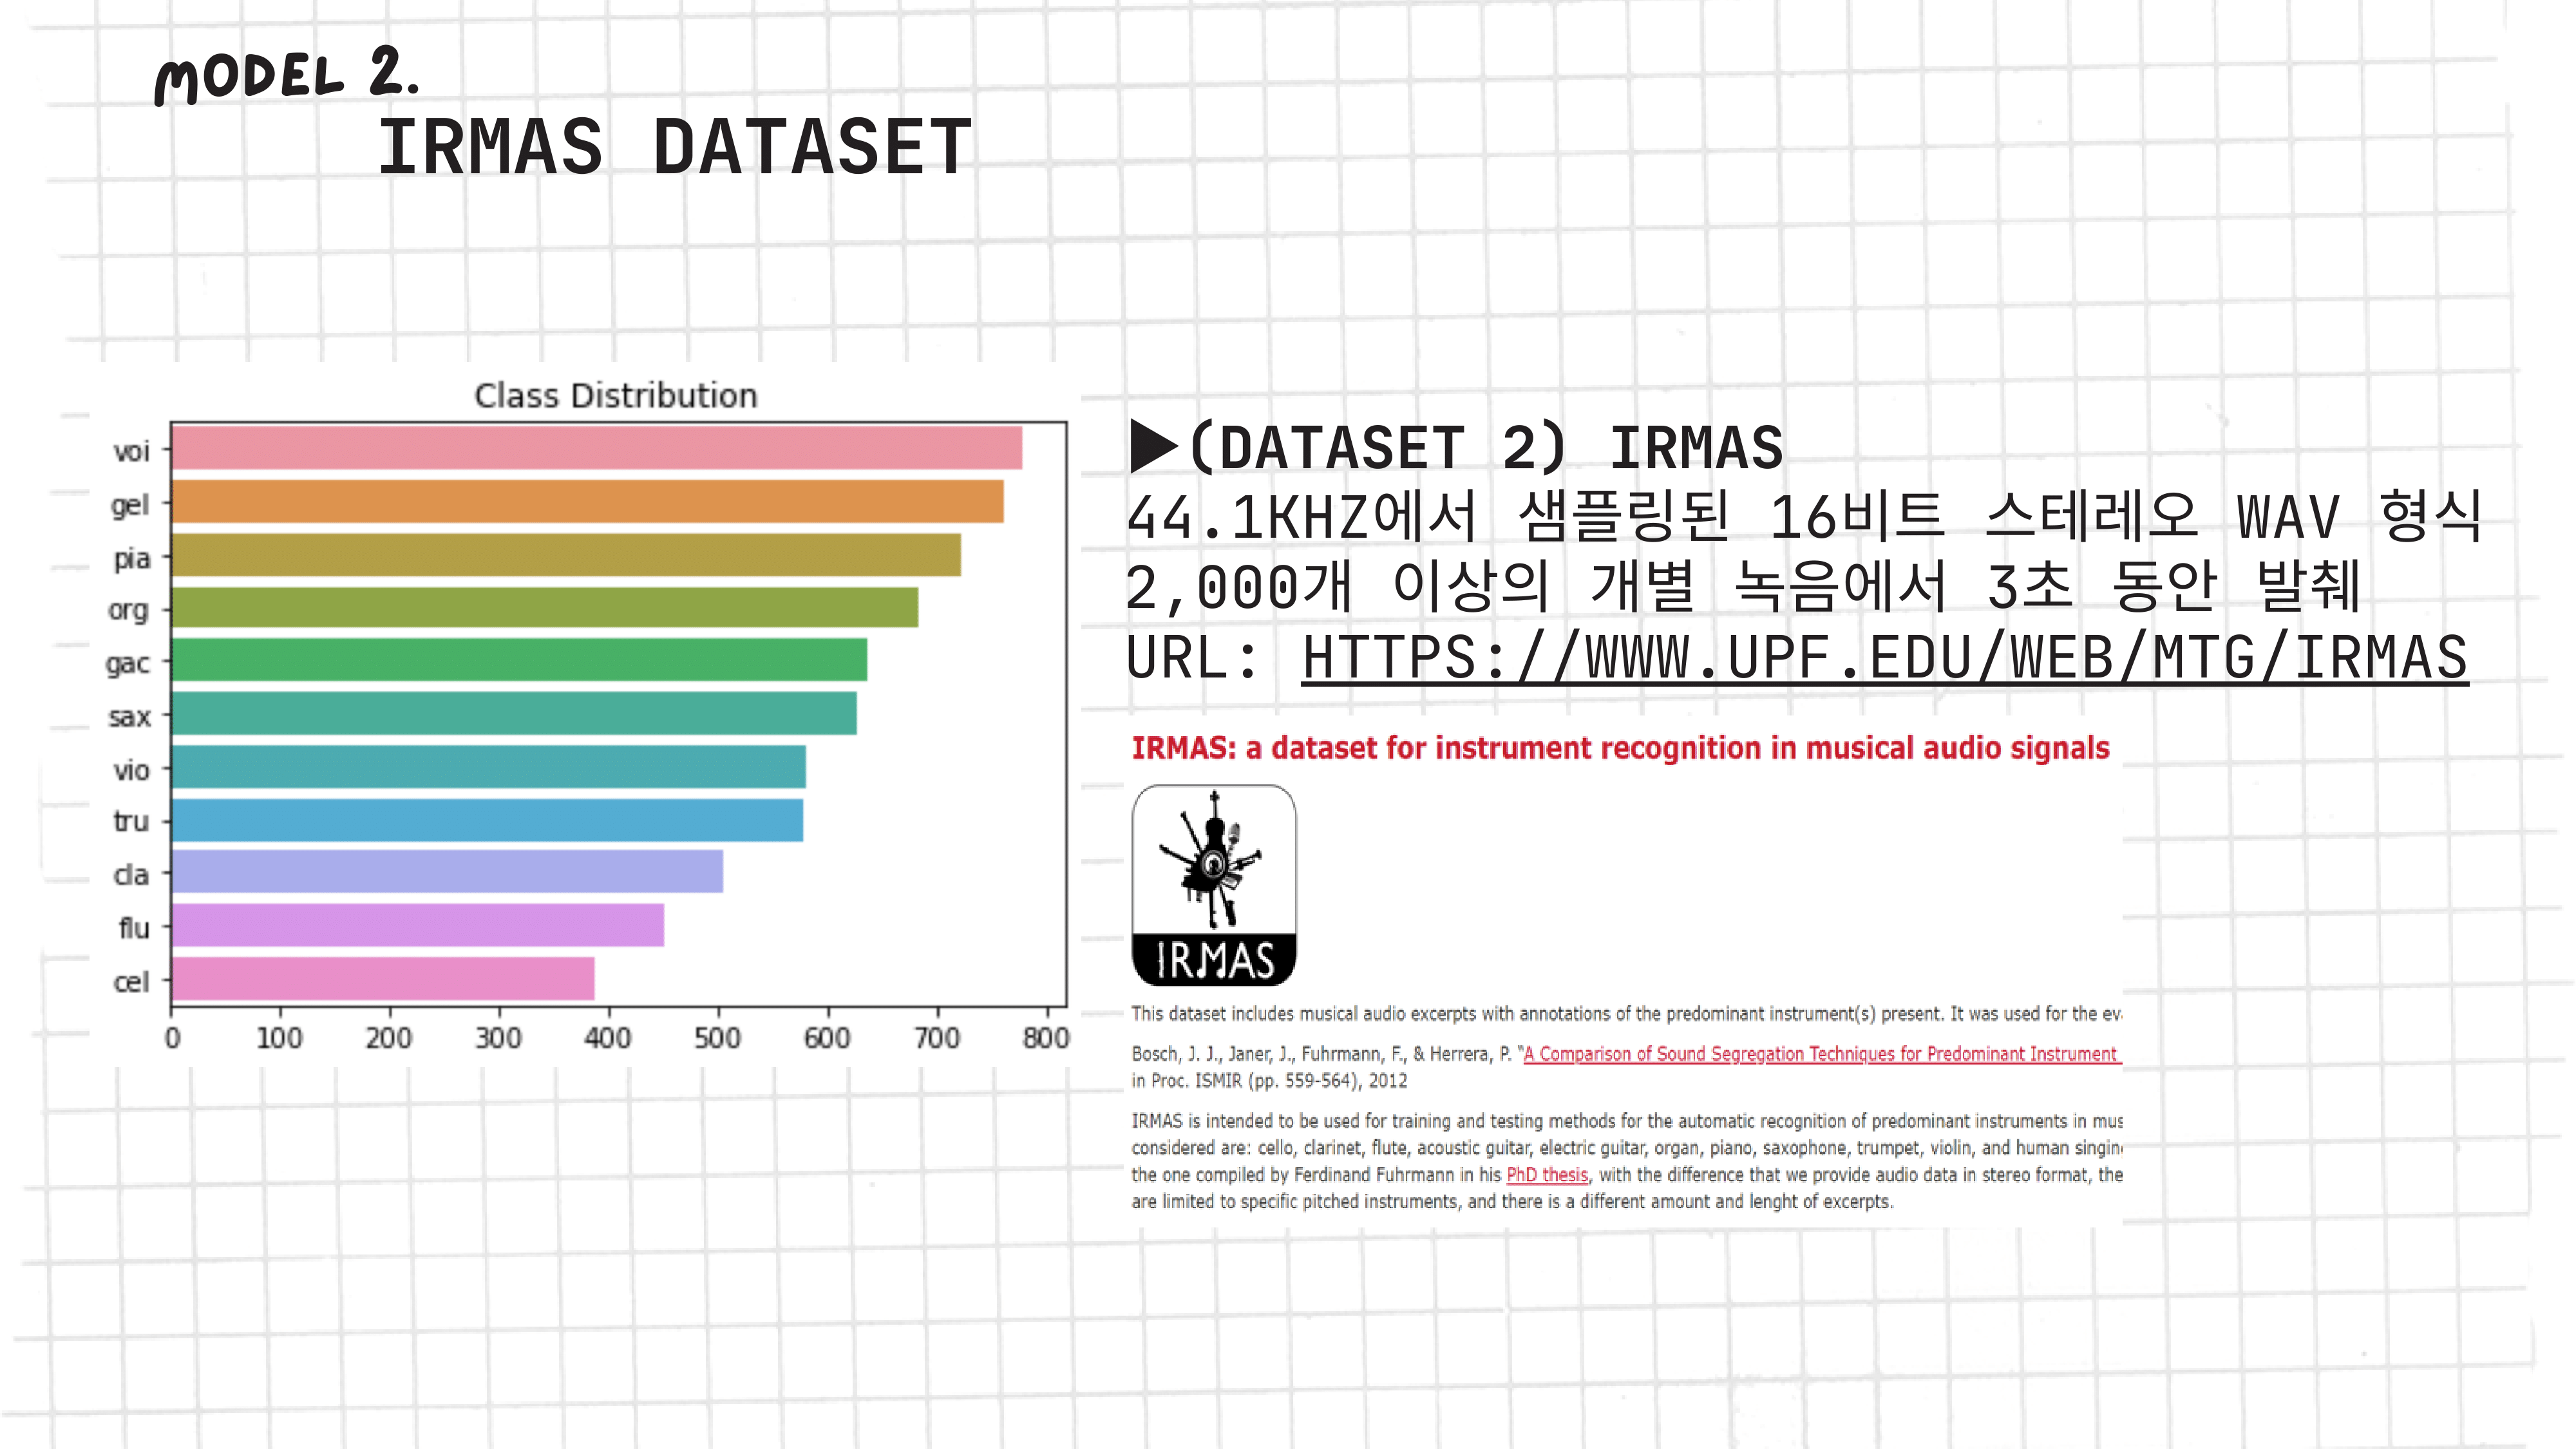 MODEL 2.
IRMAS DATASET
Class Distribution
voi
gel
pia
org
gac
sax
vio
tru
cla
flu
cel
0 100 200 300 400 500 600 700 800
▶(DATASET 2) IRMAS
44.1KHZ에서 샘플링된 16비트 스테레오 WAV 형식
2,000개 이상의 개별 녹음에서 3초 동안 발췌
URL: HTTPS://WWW.UPF.EDU/WEB/MTG/IRMAS
IRMAS: a dataset for instrument recognition in musical audio signals
IRMAS
This dataset includes musical audio excerpts with annotations of the predominant instrument(s) present. It was used for the
Bosch, J. J., Janer, J., Fuhrmann, F., & Herrera, P. "A Comparison of Sound Segregation Techniques for Predominant Instrument
in Proc. ISMIR (pp. 559-564), 2012
IRMAS is intended to be used for training and testing methods for the automatic recognition of predominant instruments in mus
considered are: cello, clarinet, flute, acoustic guitar, electric guitar, organ, piano, saxophone, trumpet, violin, and human
the one compiled by Ferdinand Fuhrmann in his PhD thesis, with the difference that we provide audio data in stereo format, the
are limited to specific pitched instruments, and there is a different amount and lenght of excerpts.